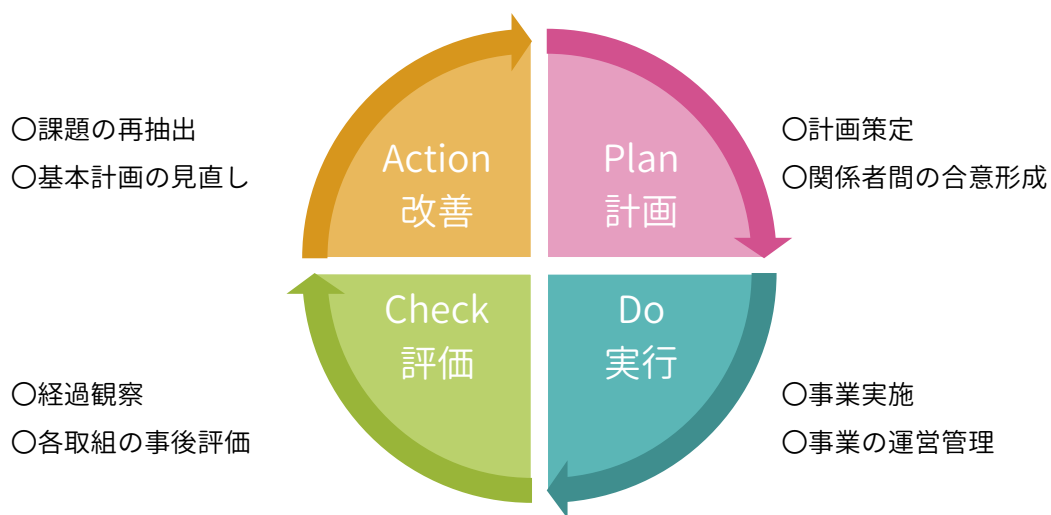 〇課題の再抽出
〇基本計画の見直し
Action
改善
Plan
計画
〇計画策定
〇関係者間の合意形成
〇経過観察
〇各取組の事後評価
Check
評価
Do
実行
〇事業実施
〇事業の運営管理